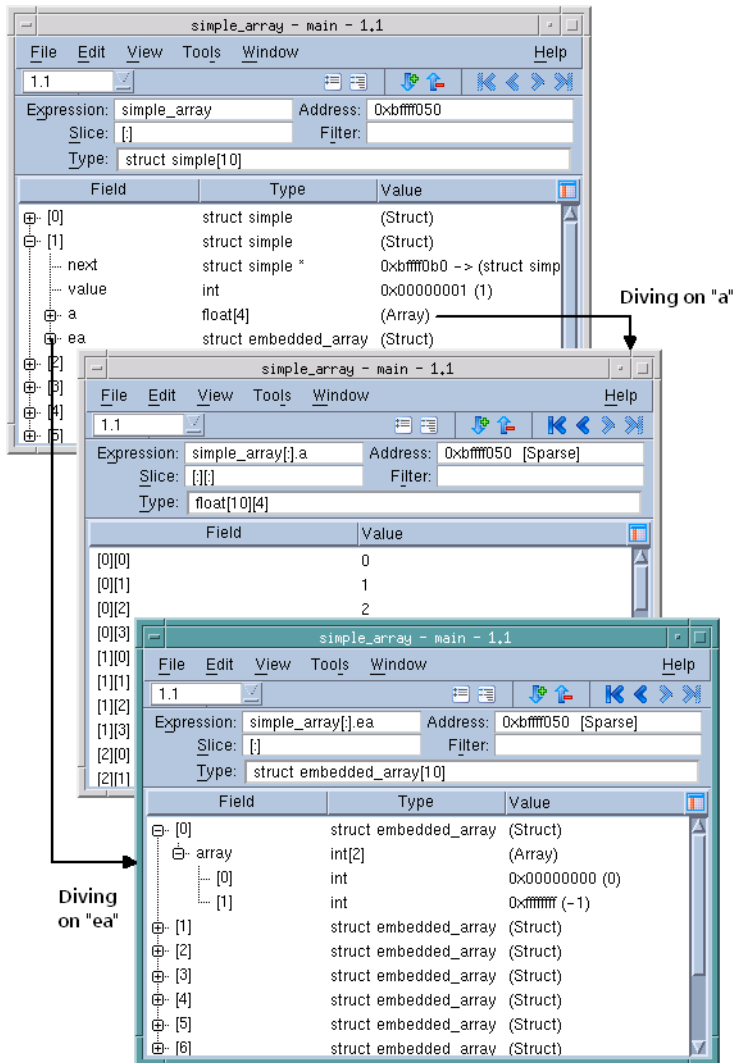 simple_array - main - 1.1
File Edit View Tools Window Help
1.1
Expression: simple_array Address: 0xbffff050
Slice: [:] Filter:
Type: struct simple[10]
Field Type Value
[0] struct simple (Struct)
[1] struct simple (Struct)
next struct simple * 0xbffff0b0 -> (struct simp
value int 0x00000001 (1)
a float[4] (Array)
Diving on "a"
ea struct embedded_array (Struct)
[2]
[3]
[4]
[5]
simple_array - main - 1.1
File Edit View Tools Window Help
1.1
Expression: simple_array[:].a Address: 0xbffff050 [Sparse]
Slice: [:][:] Filter:
Type: float[10][4]
Field Value
[0][0] 0
[0][1] 1
[0][2] 2
[0][3]
[1][0]
[1][1]
[1][2]
[1][3]
[2][0]
[2][1]
simple_array - main - 1.1
File Edit View Tools Window Help
1.1
Expression: simple_array[:].ea Address: 0xbffff050 [Sparse]
Slice: [:] Filter:
Type: struct embedded_array[10]
Field Type Value
[0] struct embedded_array (Struct)
array int[2] (Array)
[0] int 0x00000000 (0)
[1] int 0xffffffff (-1)
[1] struct embedded_array (Struct)
[2] struct embedded_array (Struct)
[3] struct embedded_array (Struct)
[4] struct embedded_array (Struct)
[5] struct embedded_array (Struct)
[6] struct embedded_array (Struct)
Diving
on "ea"